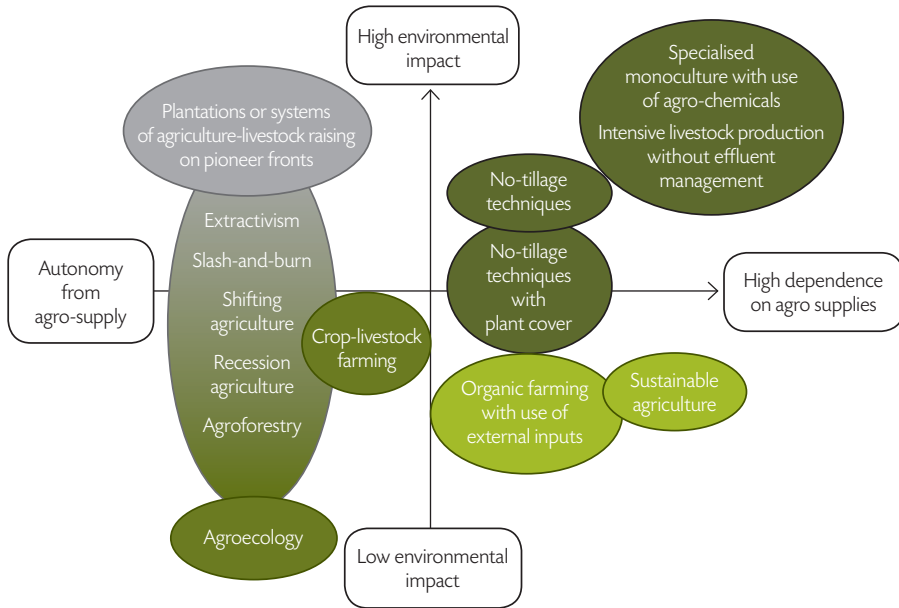 High environmental
impact
Specialised
monoculture with use
of agro-chemicals
Intensive livestock production
without effluent
management
Plantations or systems
of agriculture-livestock raising
on pioneer fronts
No-tillage
techniques
Extractivism
Slash-and-burn
Shifting
agriculture
Recession
agriculture
Agroforestry
Autonomy
from
agro-supply
No-tillage
techniques
with
plant cover
High dependence
on agro supplies
Crop-livestock
farming
Organic farming
with use of
external inputs
Sustainable
agriculture
Agroecology
Low environmental
impact